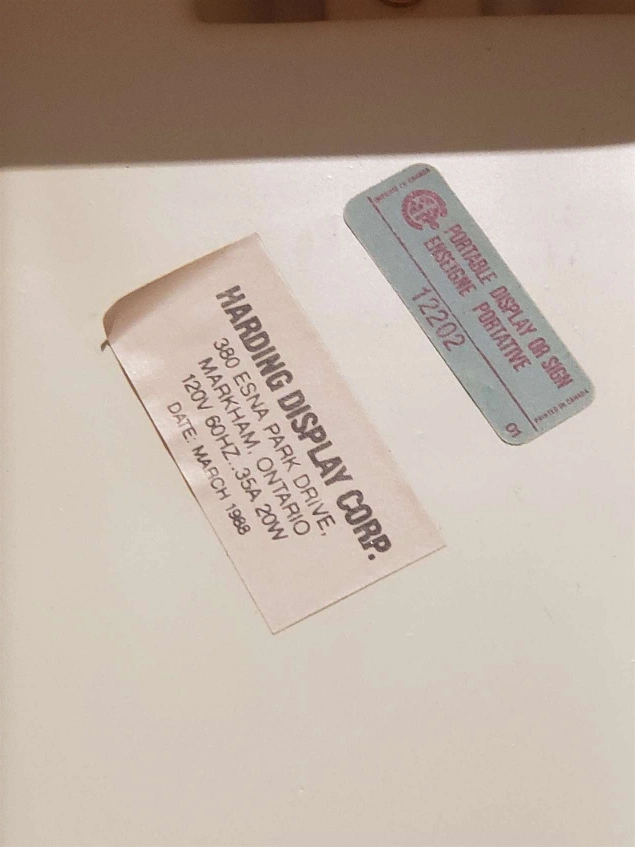 HARDING DISPLAY CORP.
380 ESNA PARK DRIVE,
MARKHAM, ONTARIO
120V 60HZ..35A 20W
DATE: MARCH 1988
PORTABLE DISPLAY OR SIGN
ENSEIGNE PORTATIVE
12202
PRINTED IN CANADA
01